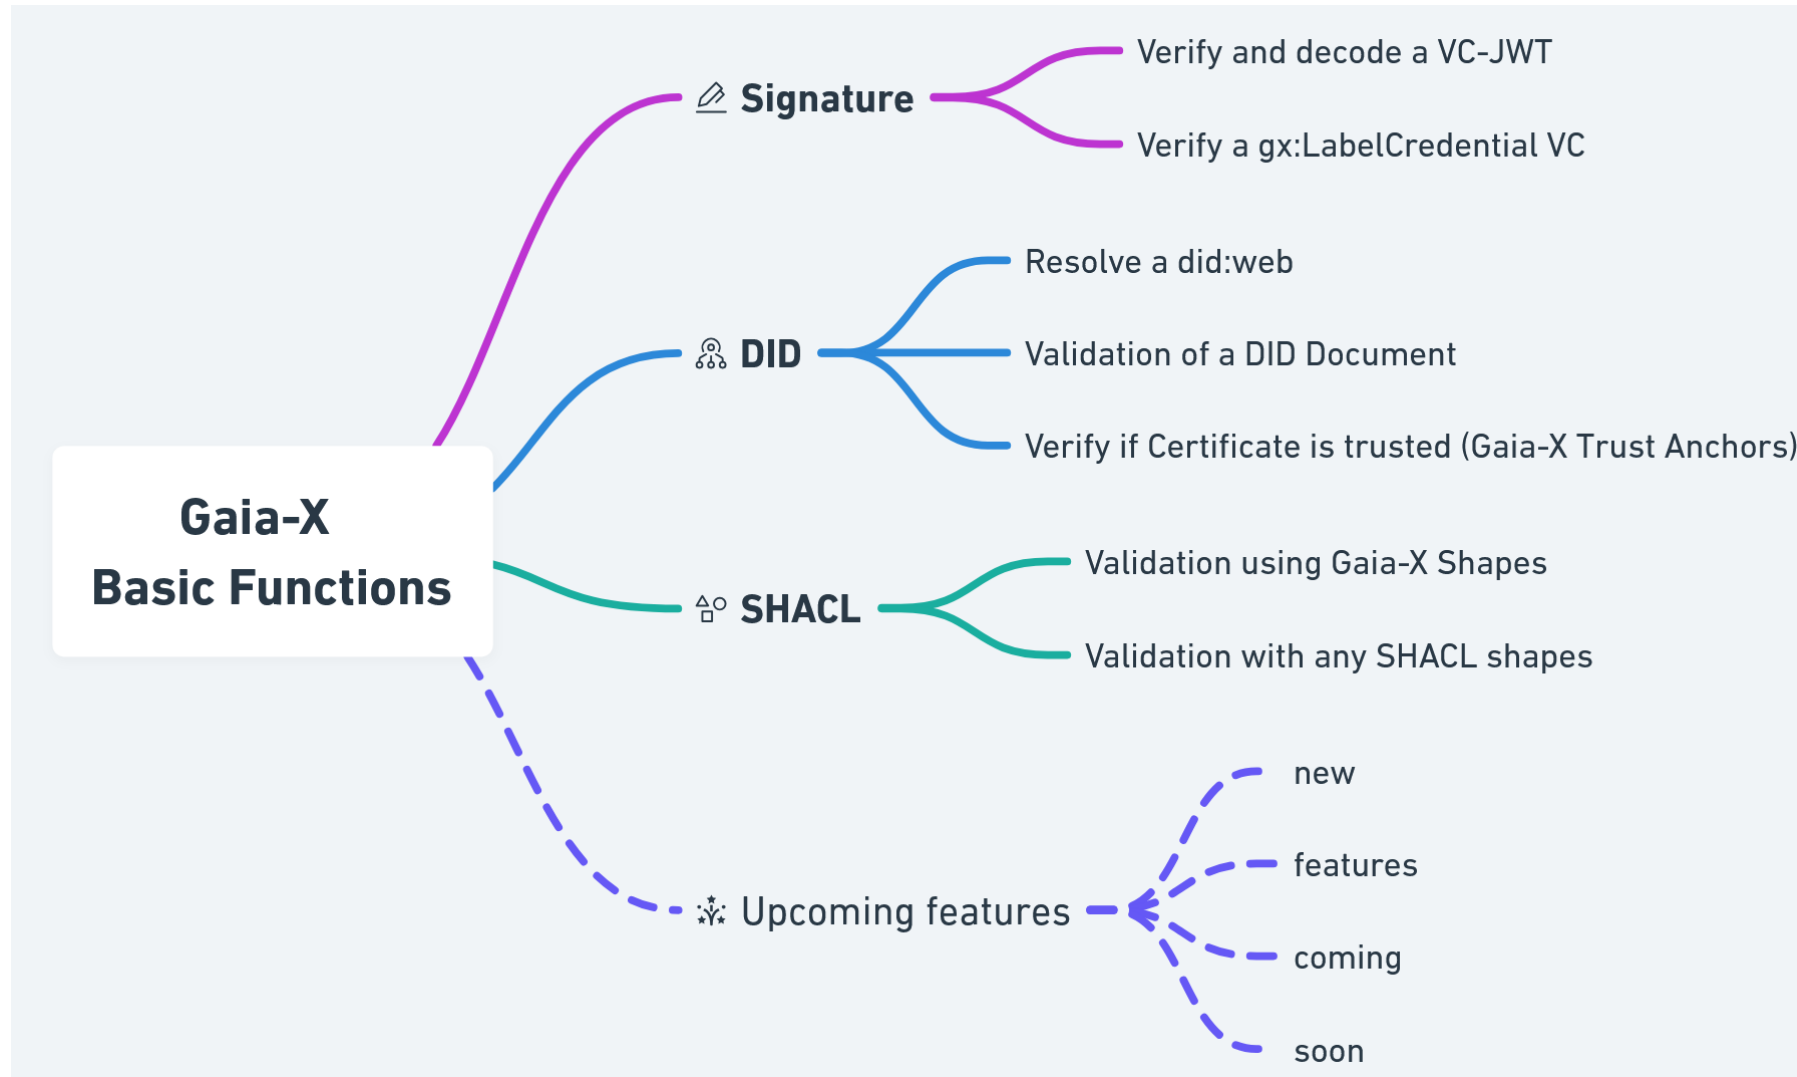 Verify and decode a VC-JWT
Signature
Verify a gx:LabelCredential VC
Resolve a did:web
DID
Validation of a DID Document
Verify if Certificate is trusted (Gaia-X Trust Anchors)
Gaia-X
Basic Functions
Validation using Gaia-X Shapes
SHACL
Validation with any SHACL shapes
new
features
Upcoming features
coming
soon